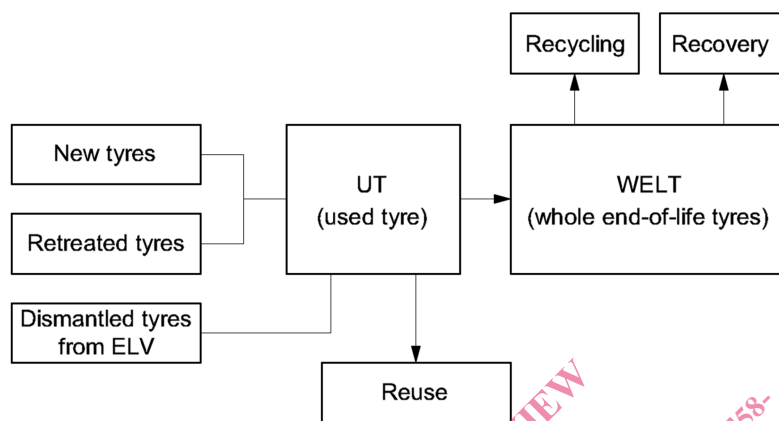 Recycling
Recovery
New tyres
Retreated tyres
Dismantled tyres
from ELV
UT
(used tyre)
WELT
(whole end-of-life tyres)
Reuse